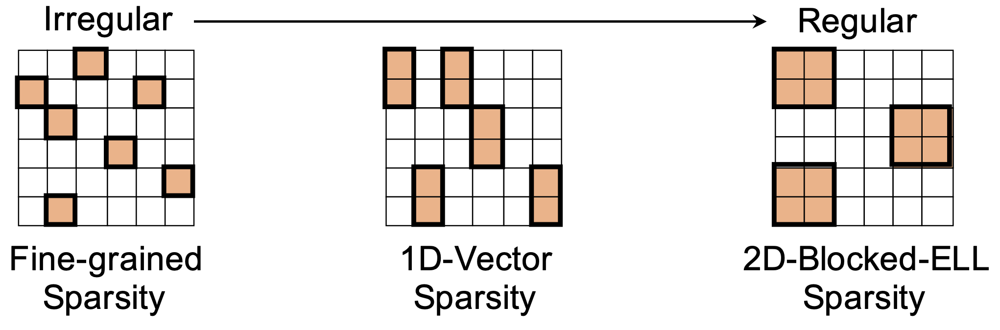 Irregular
Regular
Fine-grained
Sparsity
1D-Vector
Sparsity
2D-Blocked-ELL
Sparsity